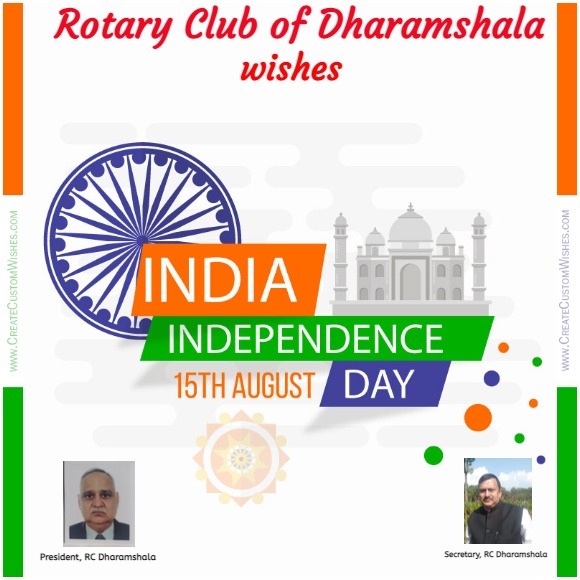 Rotary Club of Dharamshala
wishes
www.CreateCustomWishes.com
www.CreateCustomWishes.com
INDIA
INDEPENDENCE
15TH AUGUST DAY
President, RC Dharamshala
Secretary, RC Dharamshala